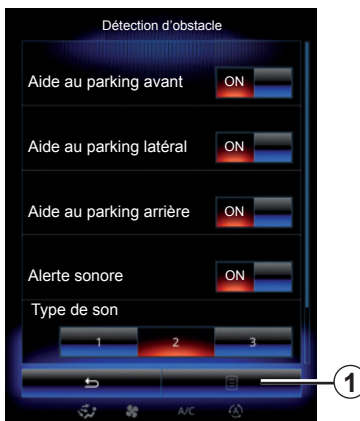 Détection d’obstacle
Aide au parking avant ON
Aide au parking latéral ON
Aide au parking arrière ON
Alerte sonore ON
Type de son
1 2 3
1
A/C A